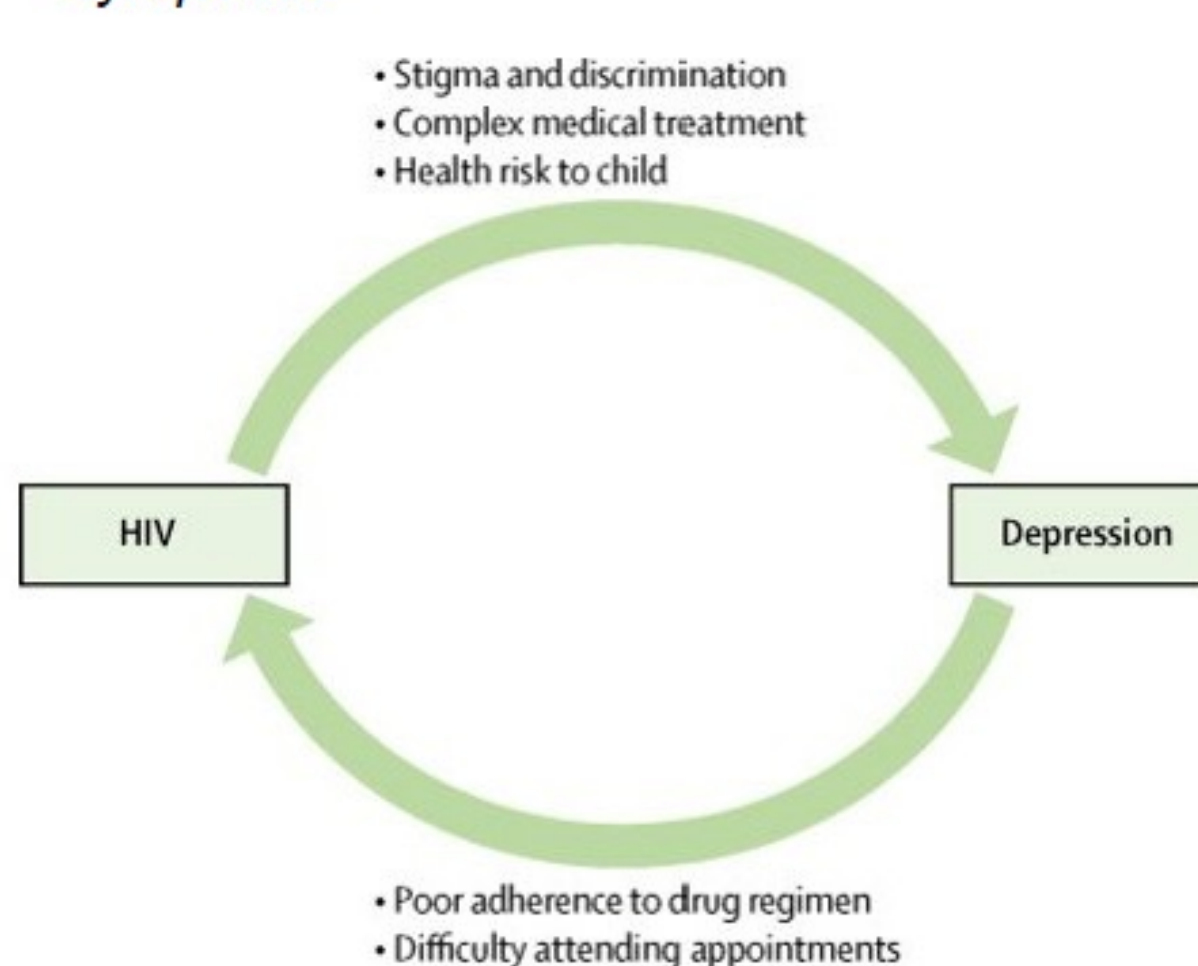 • Stigma and discrimination
• Complex medical treatment
• Health risk to child
HIV
Depression
• Poor adherence to drug regimen
• Difficulty attending appointments